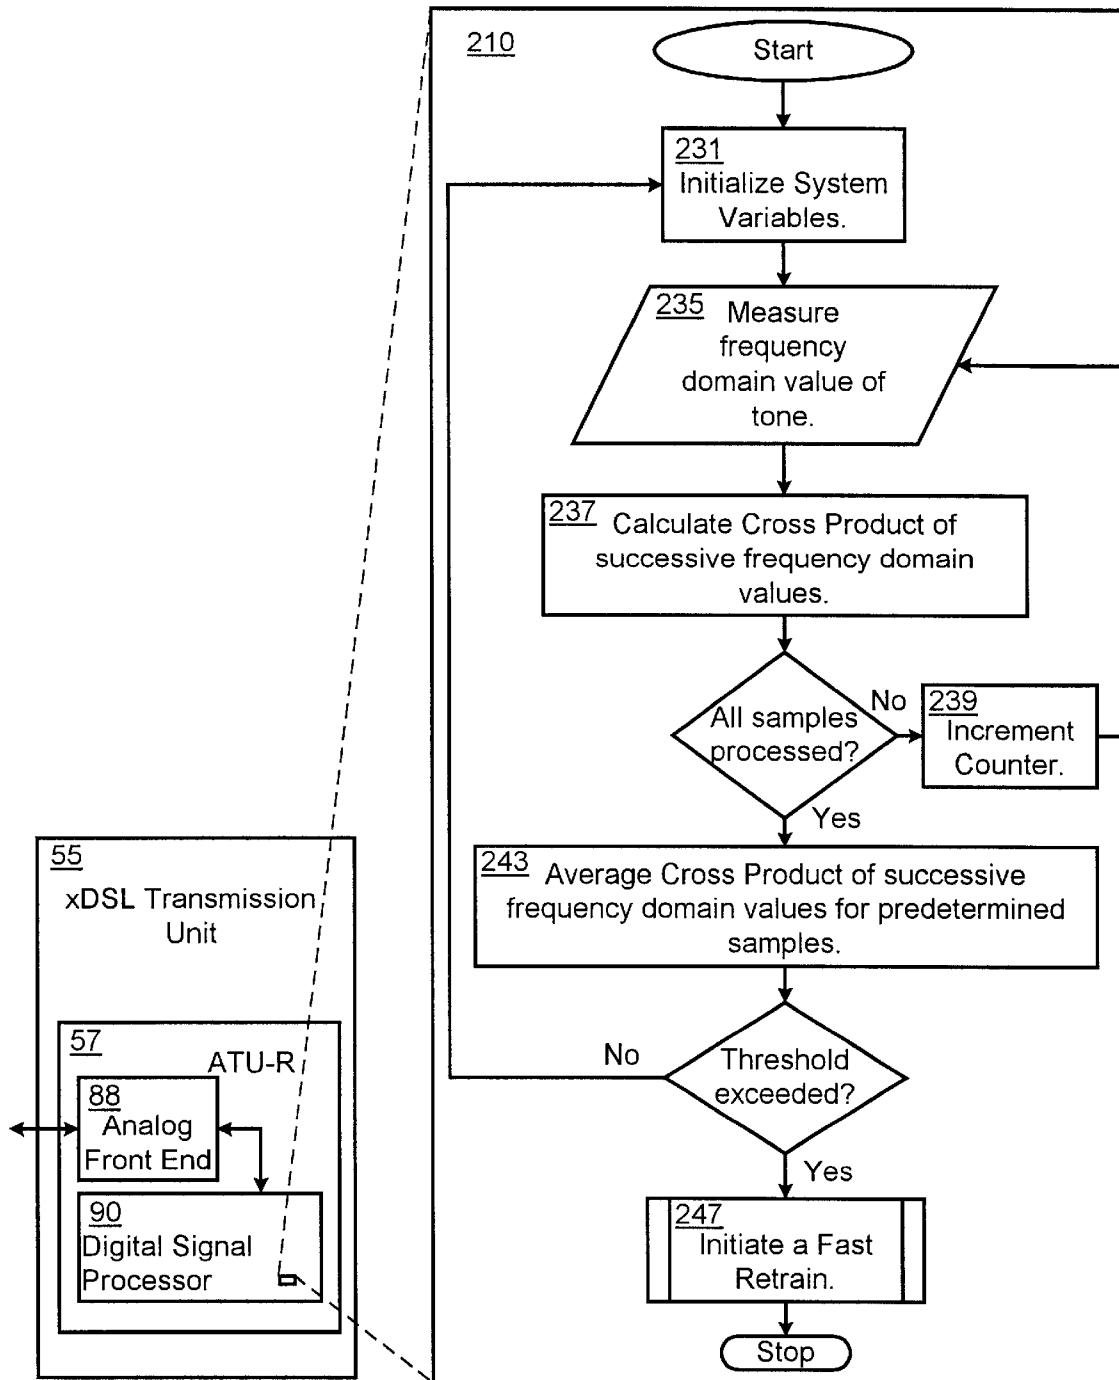 210
Start
231
Initialize System
Variables.
235 Measure
frequency
domain value of
tone.
237 Calculate Cross Product of
successive frequency domain
values.
All samples
processed?
No
239
Increment
Counter.
Yes
243 Average Cross Product of successive
frequency domain values for predetermined
samples.
Threshold
exceeded?
No
Yes
247
Initiate a Fast
Retrain.
Stop
55
xDSL Transmission
Unit
57
ATU-R
88
Analog
Front End
90
Digital Signal
Processor